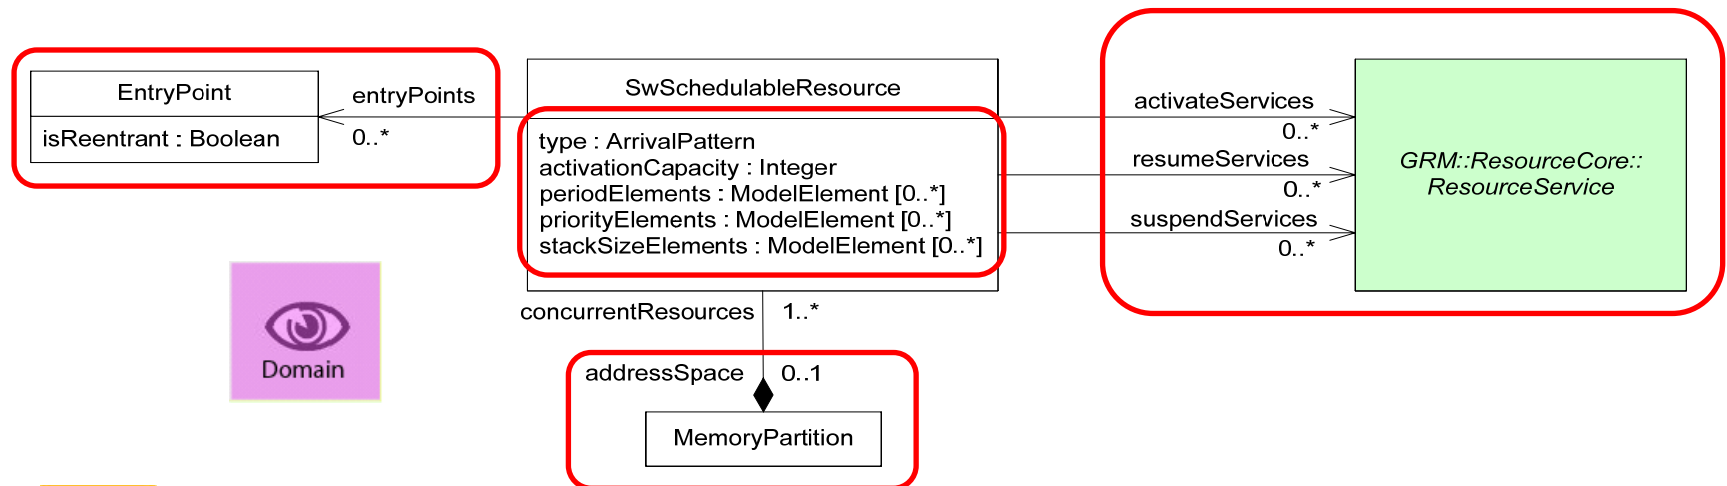 EntryPoint
isReentrant : Boolean
entryPoints
0..*
SwSchedulableResource
type : ArrivalPattern
activationCapacity : Integer
periodElements : ModelElement [0..*]
priorityElements : ModelElement [0..*]
stackSizeElements : ModelElement [0..*]
activateServices
0..*
resumeServices
0..*
suspendServices
0..*
GRM::ResourceCore::
ResourceService
Domain
concurrentResources 1..*
addressSpace 0..1
MemoryPartition